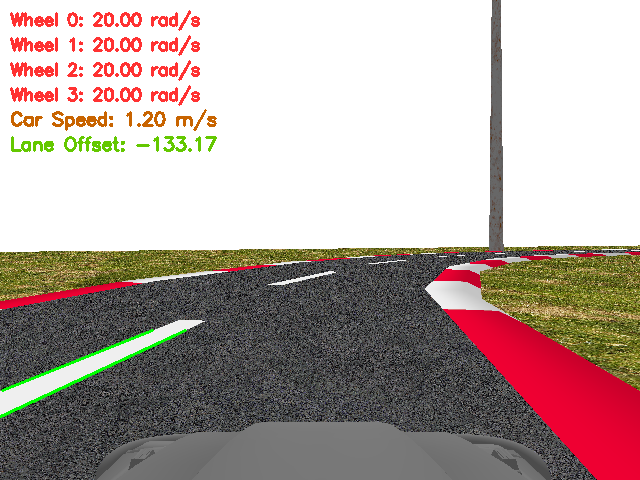 Wheel 0: 20.00 rad/s
Wheel 1: 20.00 rad/s
Wheel 2: 20.00 rad/s
Wheel 3: 20.00 rad/s
Car Speed: 1.20 m/s
Lane Offset: -133.17